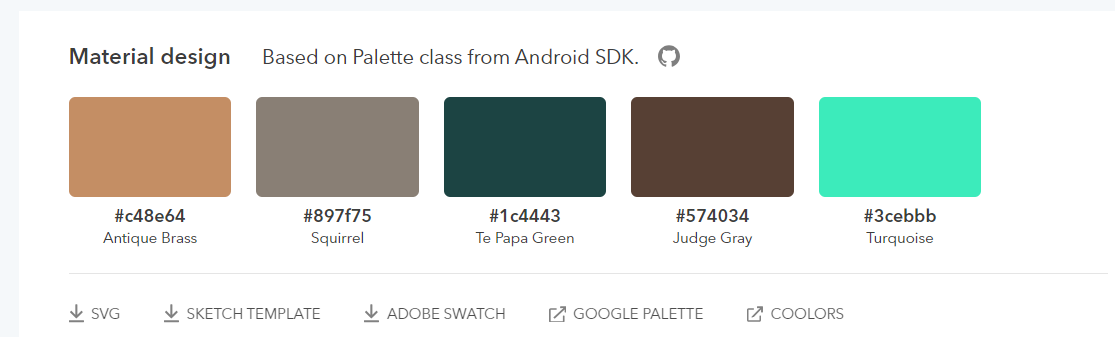 Material design Based on Palette class from Android SDK.
#c48e64 #897f75 #1c4443 #574034 #3cebbb
Antique Brass Squirrel Te Papa Green Judge Gray Turquoise
SVG SKETCH TEMPLATE ADOBE SWATCH GOOGLE PALETTE COOLORS